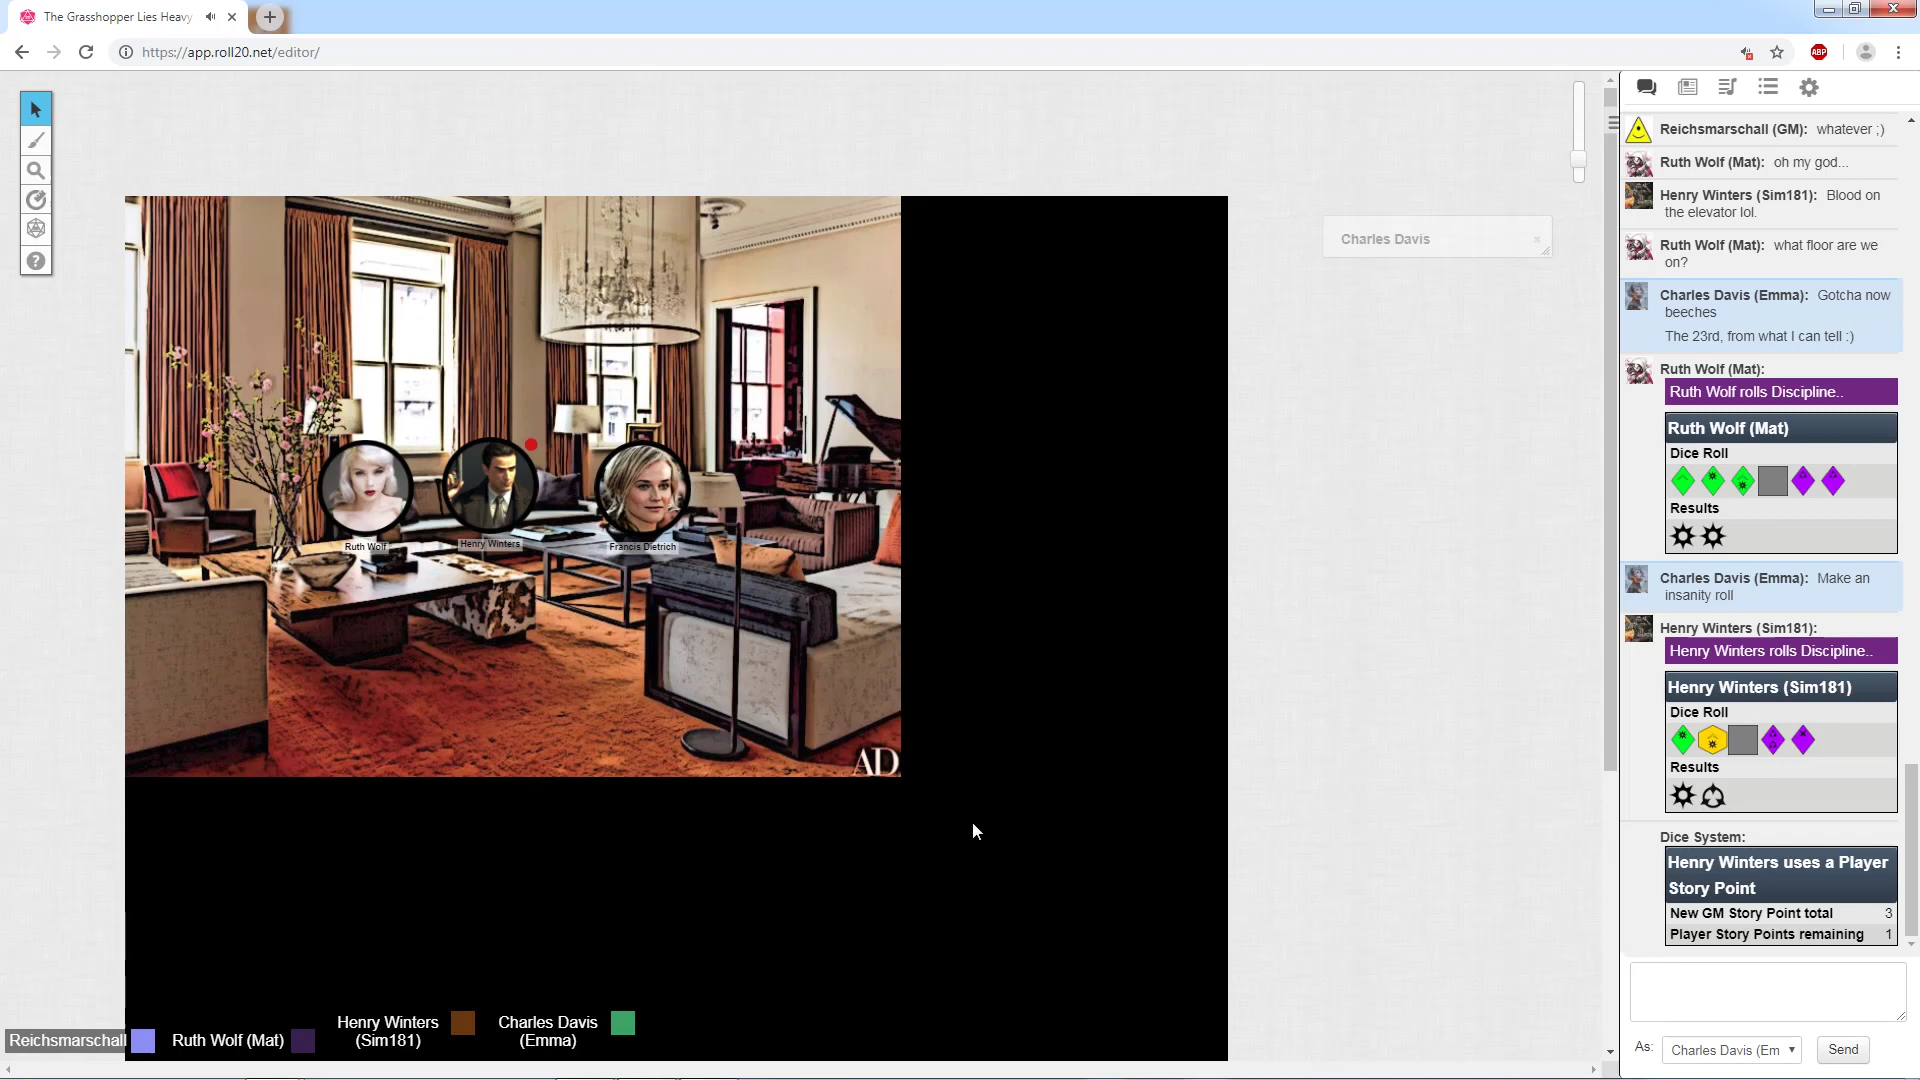 The Grasshopper Lies Heavy
https://app.roll20.net/editor/
ABP
Charles Davis
Ruth Wolf
Henry Winters
Francis Dietrich
AD
Reichsmarschall
Ruth Wolf (Mat)
Henry Winters
(Sim181)
Charles Davis
(Emma)
Reichsmarschall (GM): whatever ;)
Ruth Wolf (Mat): oh my god...
Henry Winters (Sim181): Blood on
the elevator lol.
Ruth Wolf (Mat): what floor are we
on?
Charles Davis (Emma): Gotcha now
beeches
The 23rd, from what I can tell :)
Ruth Wolf (Mat):
Ruth Wolf rolls Discipline..
Ruth Wolf (Mat)
Dice Roll
Results
Charles Davis (Emma): Make an
insanity roll
Henry Winters (Sim181):
Henry Winters rolls Discipline..
Henry Winters (Sim181)
Dice Roll
Results
Dice System:
Henry Winters uses a Player
Story Point
New GM Story Point total 3
Player Story Points remaining 1
As: Charles Davis (Em
Send